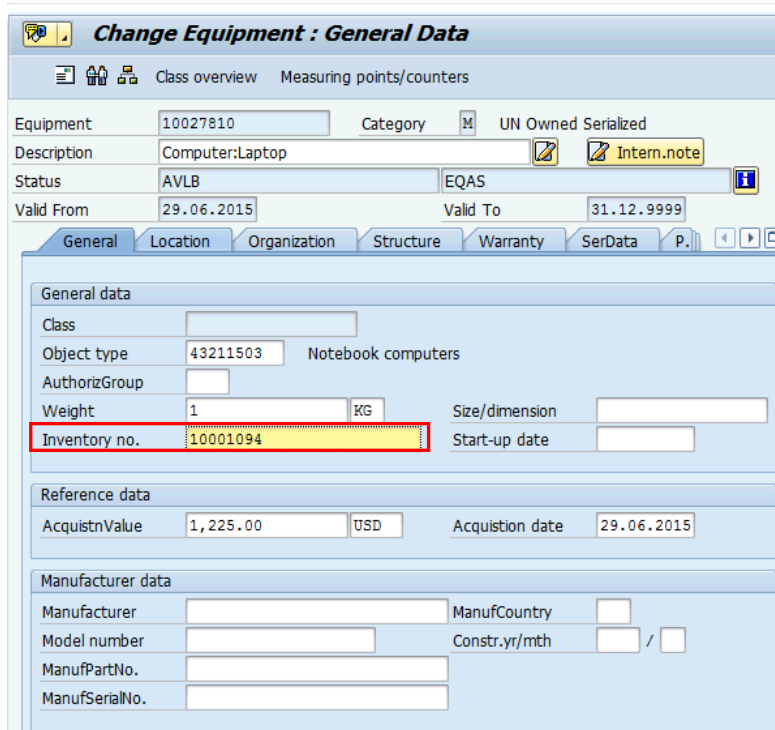 Change Equipment : General Data
Class overview Measuring points/counters
Equipment 10027810 Category M UN Owned Serialized
Description Computer:Laptop Intern.note
Status AVLB EQAS
Valid From 29.06.2015 Valid To 31.12.9999
General Location Organization Structure Warranty SerData P.
General data
Class
Object type 43211503 Notebook computers
AuthorizGroup
Weight 1 KG Size/dimension
Inventory no. 10001094 Start-up date
Reference data
AcquistnValue 1,225.00 USD Acquistion date 29.06.2015
Manufacturer data
Manufacturer ManufCountry
Model number Constr.yr/mth /
ManufPartNo.
ManufSerialNo.